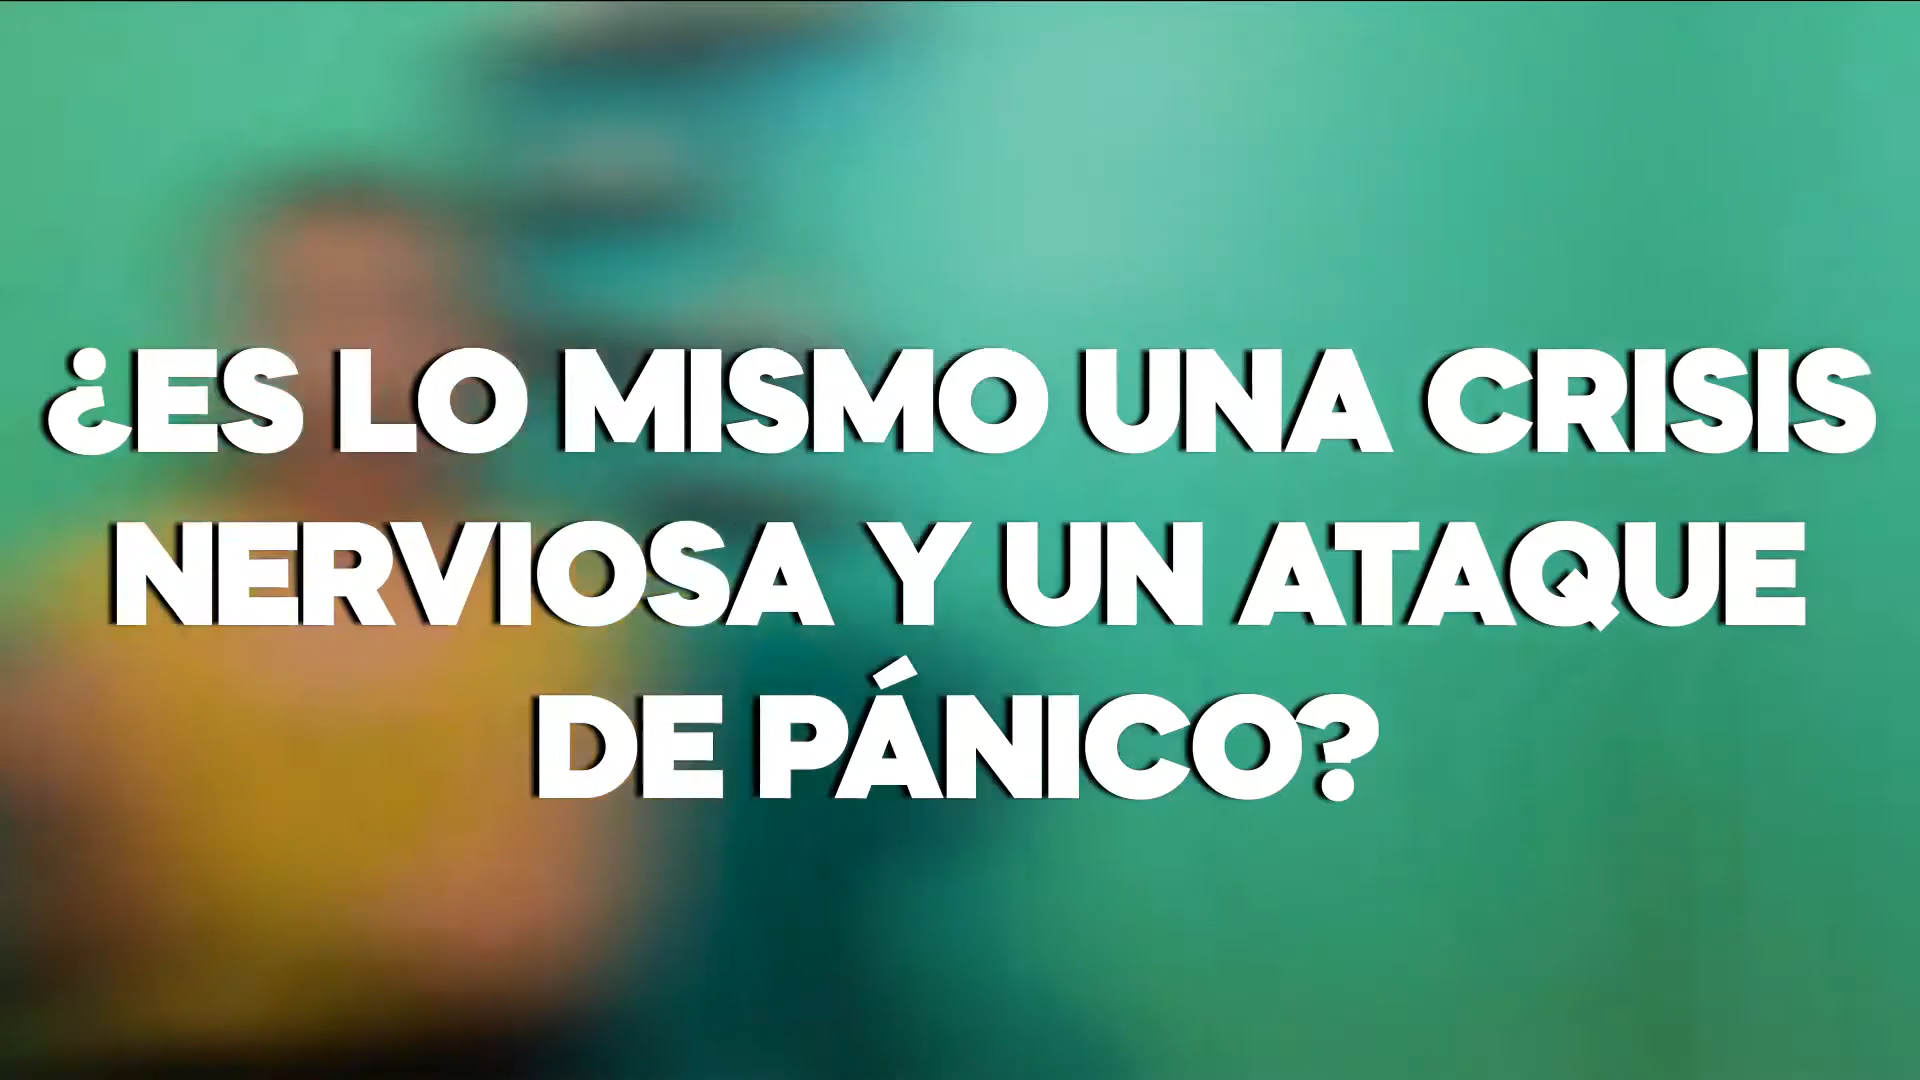 ¿ES LO MISMO UNA CRISIS
NERVIOSA Y UN ATAQUE
DE PÁNICO?